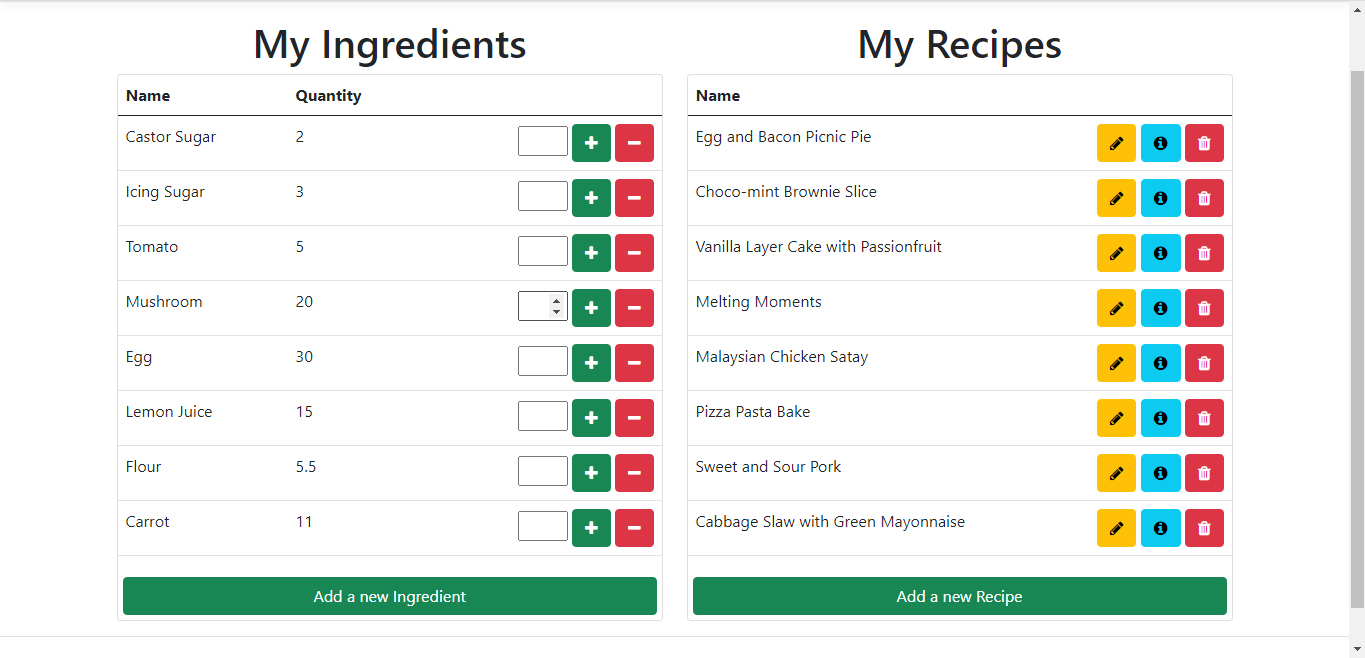 My Ingredients
Name Quantity
Castor Sugar 2
Icing Sugar 3
Tomato 5
Mushroom 20
Egg 30
Lemon Juice 15
Flour 5.5
Carrot 11
Add a new Ingredient
My Recipes
Name
Egg and Bacon Picnic Pie
Choco-mint Brownie Slice
Vanilla Layer Cake with Passionfruit
Melting Moments
Malaysian Chicken Satay
Pizza Pasta Bake
Sweet and Sour Pork
Cabbage Slaw with Green Mayonnaise
Add a new Recipe